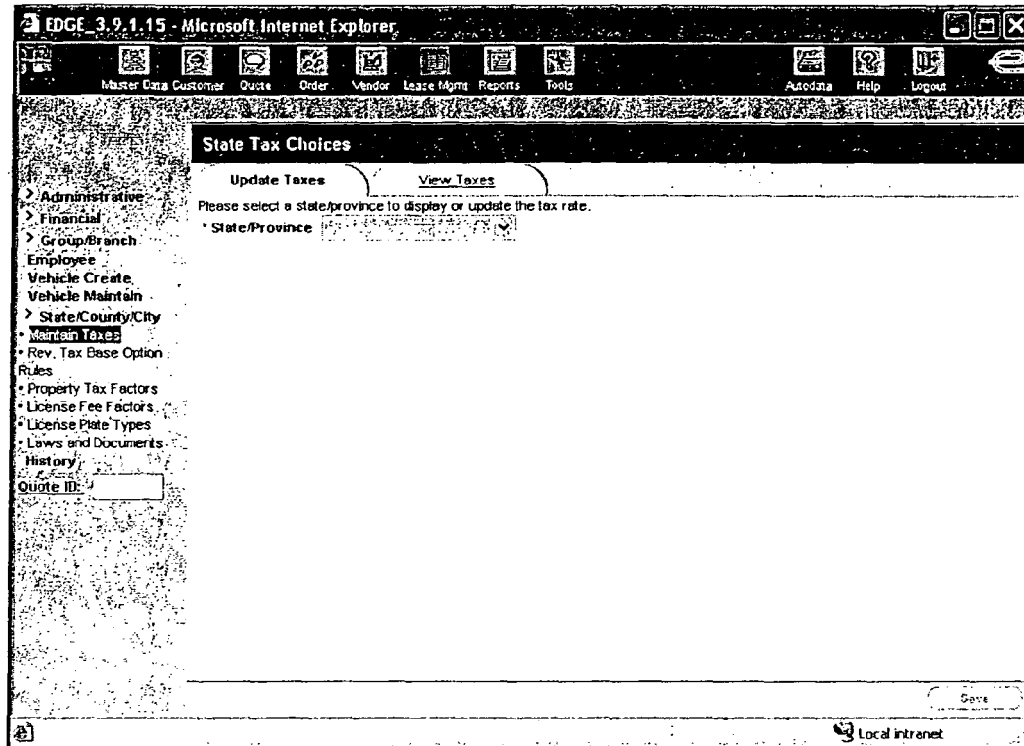 EDGE_3.9.1.15 - Microsoft Internet Explorer
Master Data Customer Quote Order Vendor Lease Mgmt Reports Tools Autodata Help Logout
State Tax Choices
Update Taxes View Taxes
Please select a state/province to display or update the tax rate.
* State/Province
> Administrative
> Financial
> Group/Branch
Employee
Vehicle Create
Vehicle Maintain
> State/County/City
• Maintain Taxes
• Rev. Tax Base Option
Rules
• Property Tax Factors
• License Fee Factors
• License Plate Types
• Laws and Documents
History
Quote ID:
Save
Local intranet